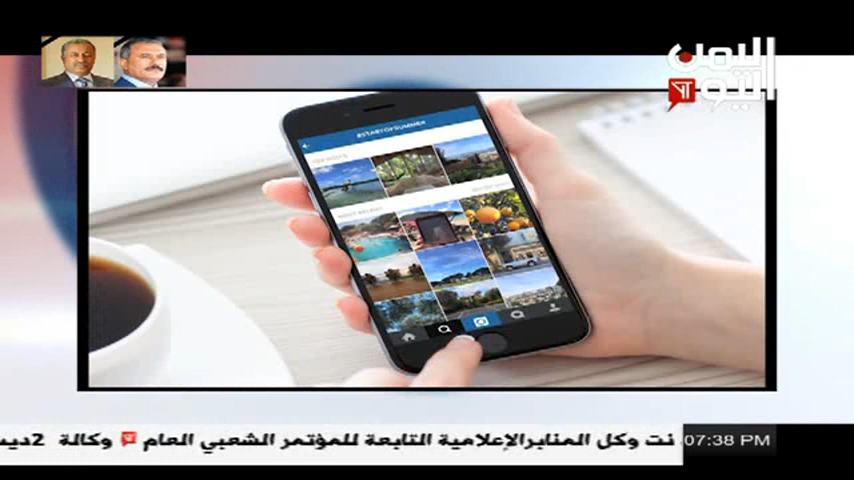 اليمن
اليوم
#STARTOFSUMMER
نت وكل المنابرالإعلامية التابعة للمؤتمر الشعبي العام
وكالة 2ديس
07:38 PM